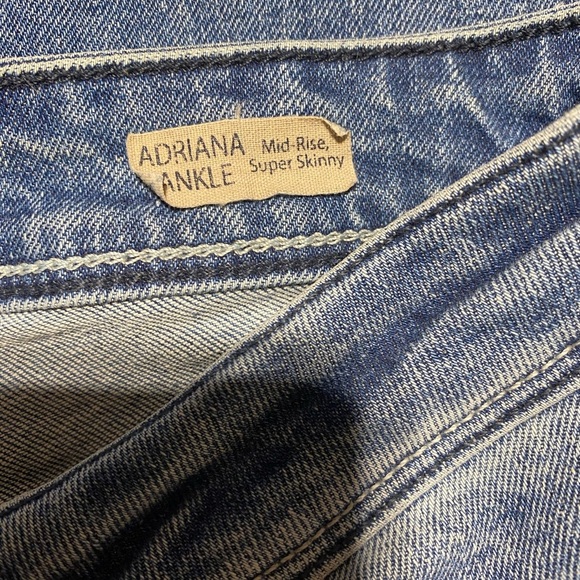 ADRIANA
ANKLE
Mid-Rise,
Super Skinny